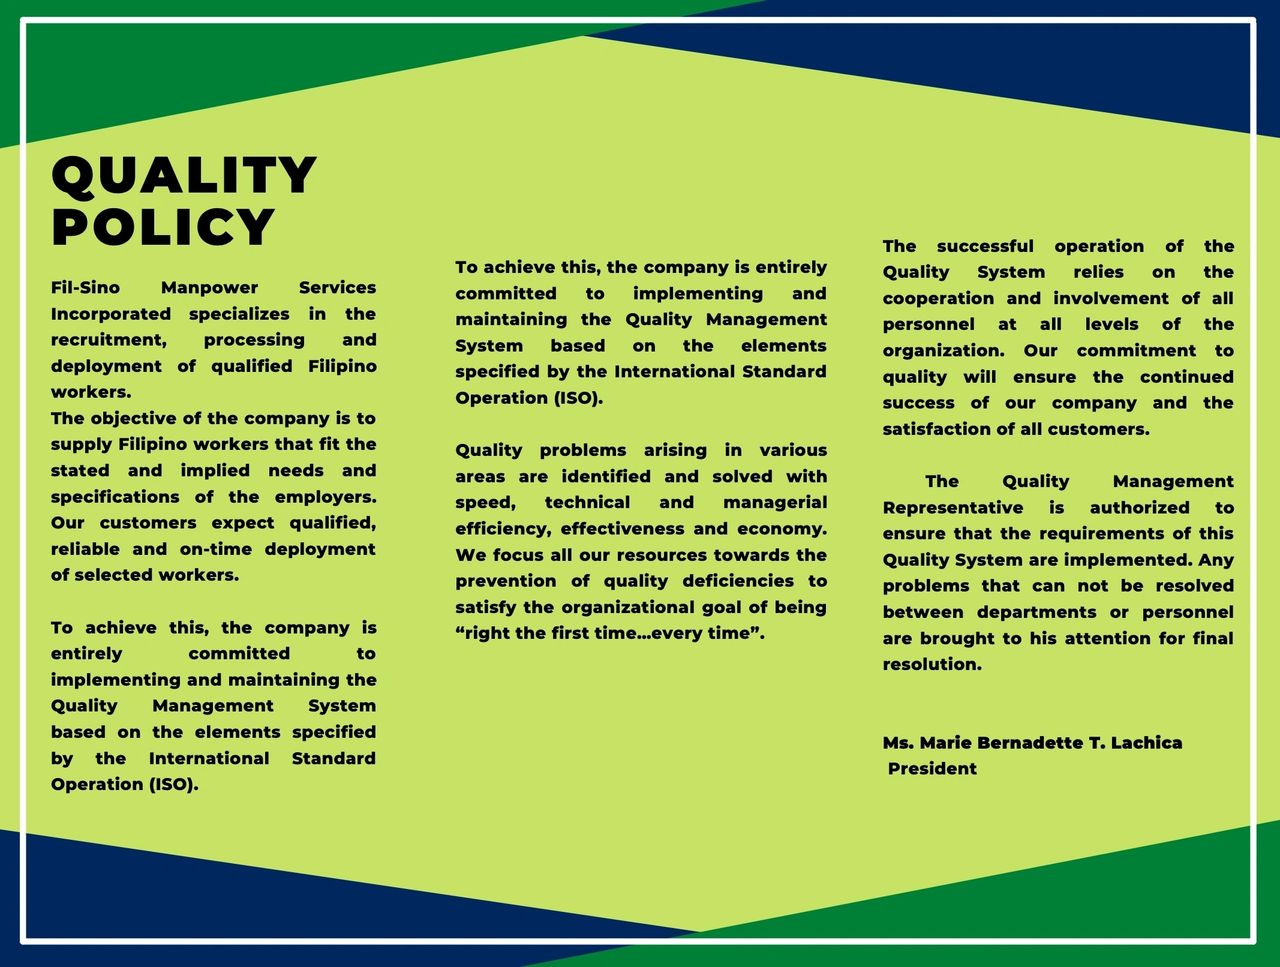 QUALITY
POLICY
Fil-Sino Manpower Services
Incorporated specializes in the
recruitment, processing and
deployment of qualified Filipino
workers.
The objective of the company is to
supply Filipino workers that fit the
stated and implied needs and
specifications of the employers.
Our customers expect qualified,
reliable and on-time deployment
of selected workers.
To achieve this, the company is
entirely committed to
implementing and maintaining the
Quality Management System
based on the elements specified
by the International Standard
Operation (ISO).
To achieve this, the company is entirely
committed to implementing and
maintaining the Quality Management
System based on the elements
specified by the International Standard
Operation (ISO).
Quality problems arising in various
areas are identified and solved with
speed, technical and managerial
efficiency, effectiveness and economy.
We focus all our resources towards the
prevention of quality deficiencies to
satisfy the organizational goal of being
“right the first time...every time”.
The successful operation of the
Quality System relies on the
cooperation and involvement of all
personnel at all levels of the
organization. Our commitment to
quality will ensure the continued
success of our company and the
satisfaction of all customers.
The Quality Management
Representative is authorized to
ensure that the requirements of this
Quality System are implemented. Any
problems that can not be resolved
between departments or personnel
are brought to his attention for final
resolution.
Ms. Marie Bernadette T. Lachica
President